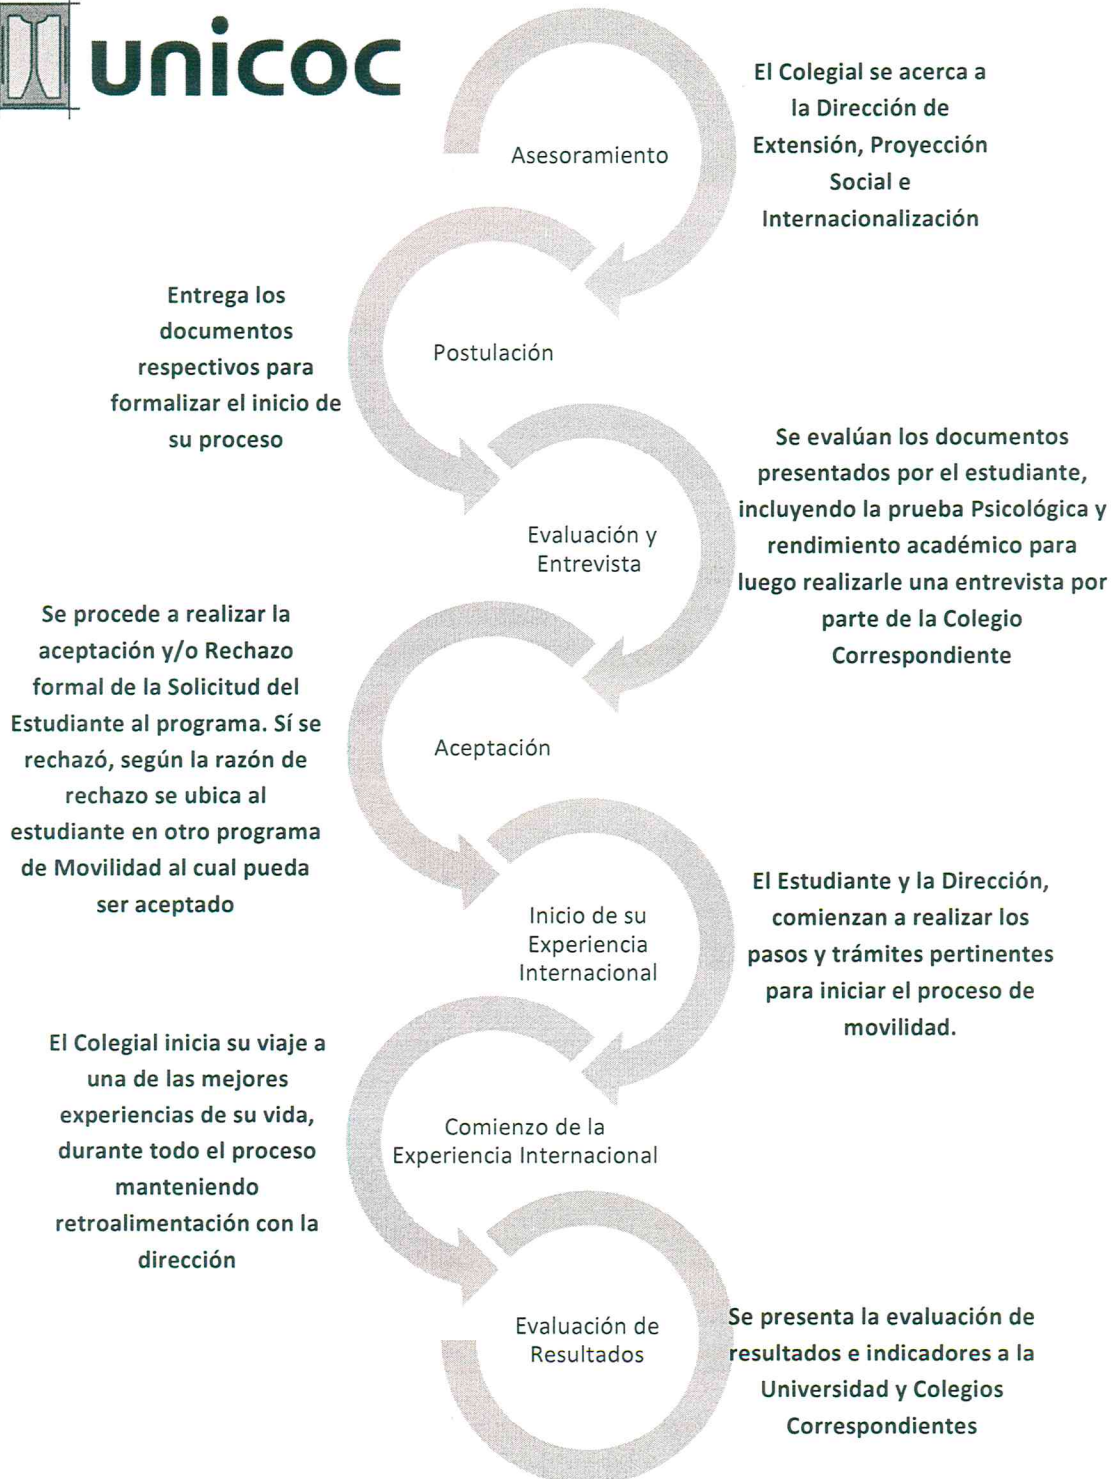 unicoc
Asesoramiento
El Colegial se acerca a
la Dirección de
Extensión, Proyección
Social e
Internacionalización
Postulación
Entrega los
documentos
respectivos para
formalizar el inicio de
su proceso
Evaluación y
Entrevista
Se evalúan los documentos
presentados por el estudiante,
incluyendo la prueba Psicológica y
rendimiento académico para
luego realizarle una entrevista por
parte de la Colegio
Correspondiente
Aceptación
Se procede a realizar la
aceptación y/o Rechazo
formal de la Solicitud del
Estudiante al programa. Sí se
rechazó, según la razón de
rechazo se ubica al
estudiante en otro programa
de Movilidad al cual pueda
ser aceptado
Inicio de su
Experiencia
Internacional
El Estudiante y la Dirección,
comienzan a realizar los
pasos y trámites pertinentes
para iniciar el proceso de
movilidad.
Comienzo de la
Experiencia Internacional
El Colegial inicia su viaje a
una de las mejores
experiencias de su vida,
durante todo el proceso
manteniendo
retroalimentación con la
dirección
Evaluación de
Resultados
Se presenta la evaluación de
resultados e indicadores a la
Universidad y Colegios
Correspondientes